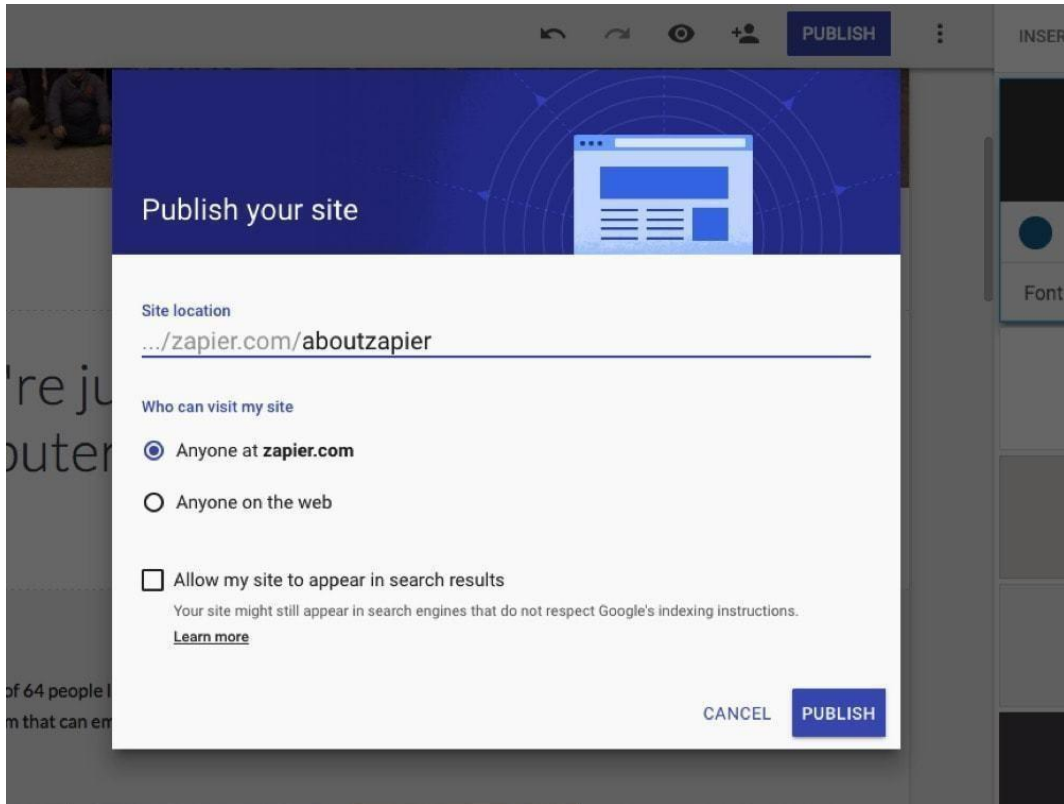 PUBLISH
INSER
Publish your site
Site location
.../zapier.com/aboutzapier
Font
're ju
puter
Who can visit my site
Anyone at zapier.com
Anyone on the web
Allow my site to appear in search results
Your site might still appear in search engines that do not respect Google's indexing instructions.
Learn more
of 64 people l
m that can em
CANCEL
PUBLISH